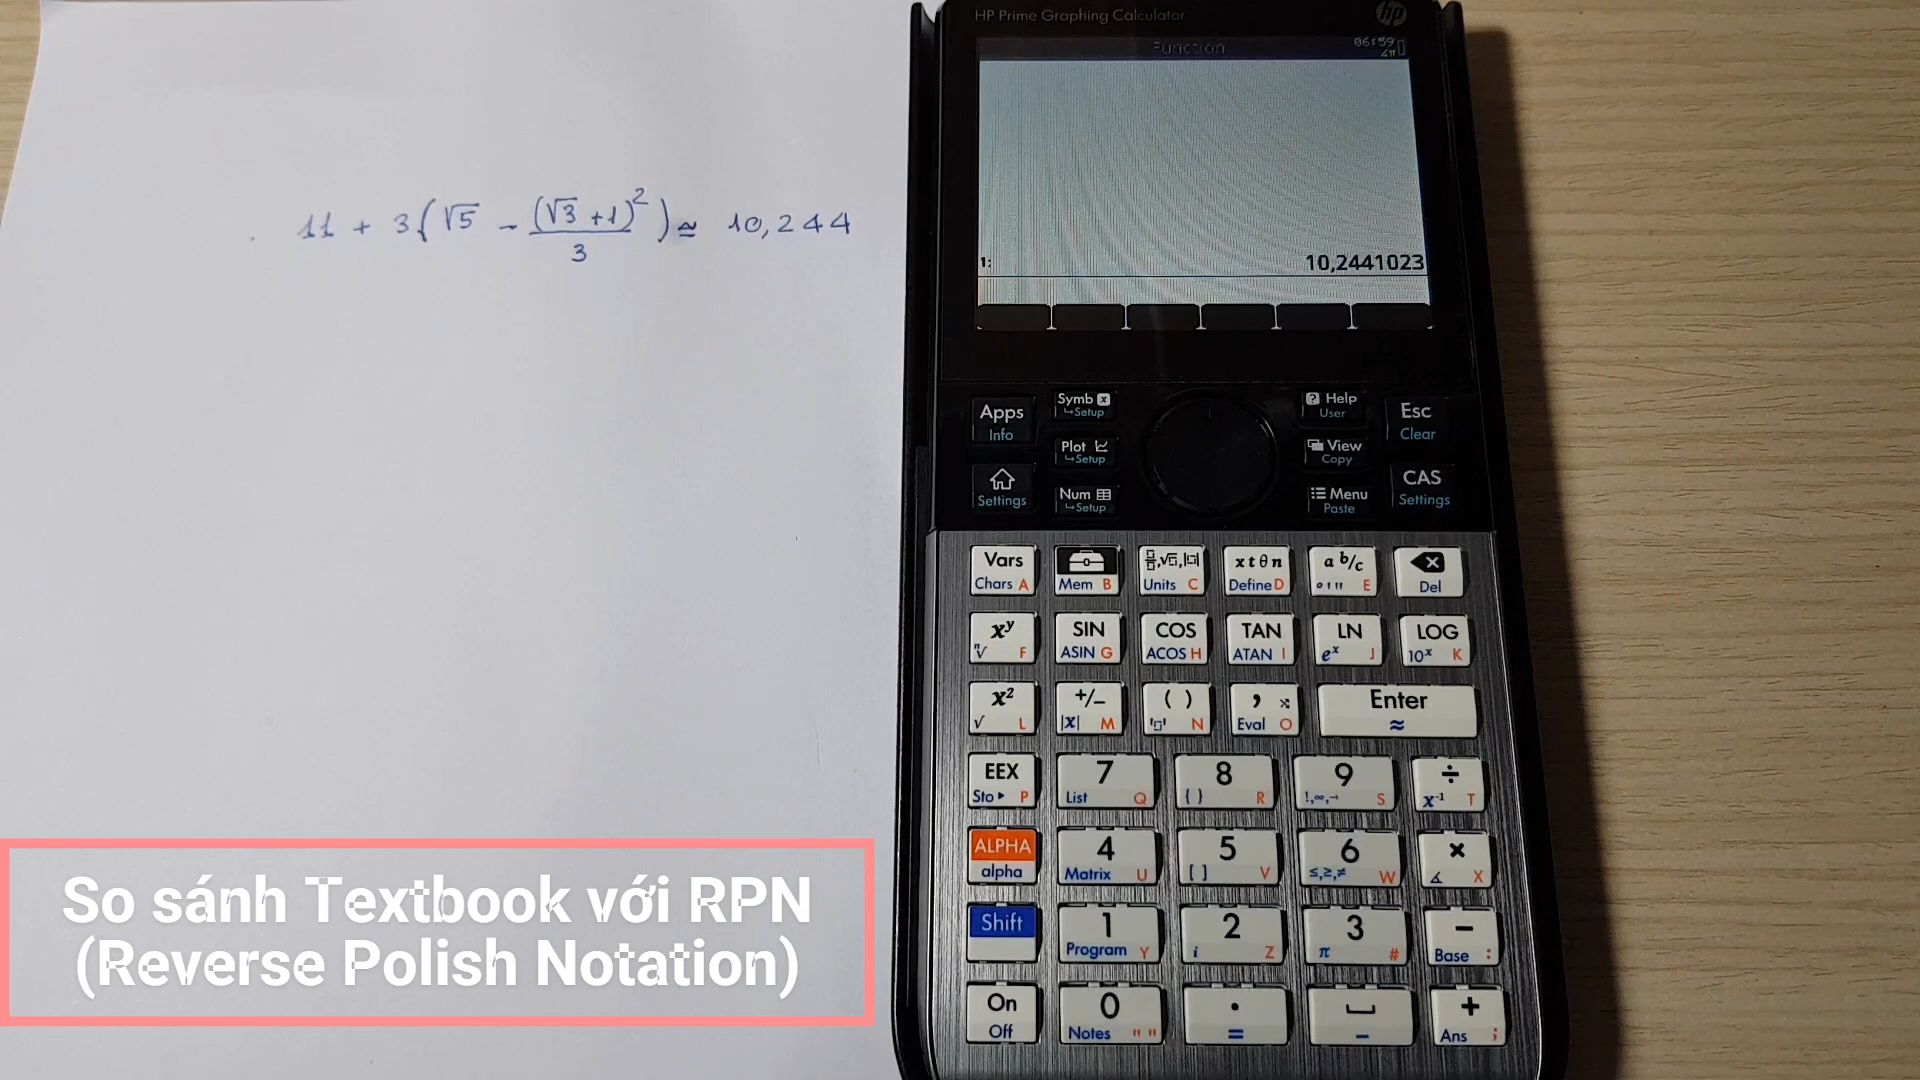 HP Prime Graphing Calculator
hp
Function
06:59
∠π
11 + 3(√5 - (√3 + 1)² / 3) ≃ 10,244
1: 10,2441023
Apps
Info
Symb
Setup
Help
User
Esc
Clear
Plot
Setup
View
Copy
Settings
Num
Setup
Menu
Paste
CAS
Settings
Vars
Chars A
Mem B
Units C
x t θ n
Define D
a b/c
E
Del
xʸ
ⁿ√ F
SIN
ASIN G
COS
ACOS H
TAN
ATAN I
LN
eˣ J
LOG
10ˣ K
x²
√ L
+/−
|x| M
( )
N
,
Eval O
Enter
≈
EEX
Sto ▸ P
7
List Q
8
{ } R
9
!,∞,→ S
÷
x⁻¹ T
ALPHA
alpha
4
Matrix U
5
[ ] V
6
≤,≥,≠ W
×
∡ X
Shift
1
Program Y
2
i Z
3
π #
−
Base :
On
Off
0
Notes " "
.
=
_
+
Ans ;
So sánh Textbook với RPN
(Reverse Polish Notation)